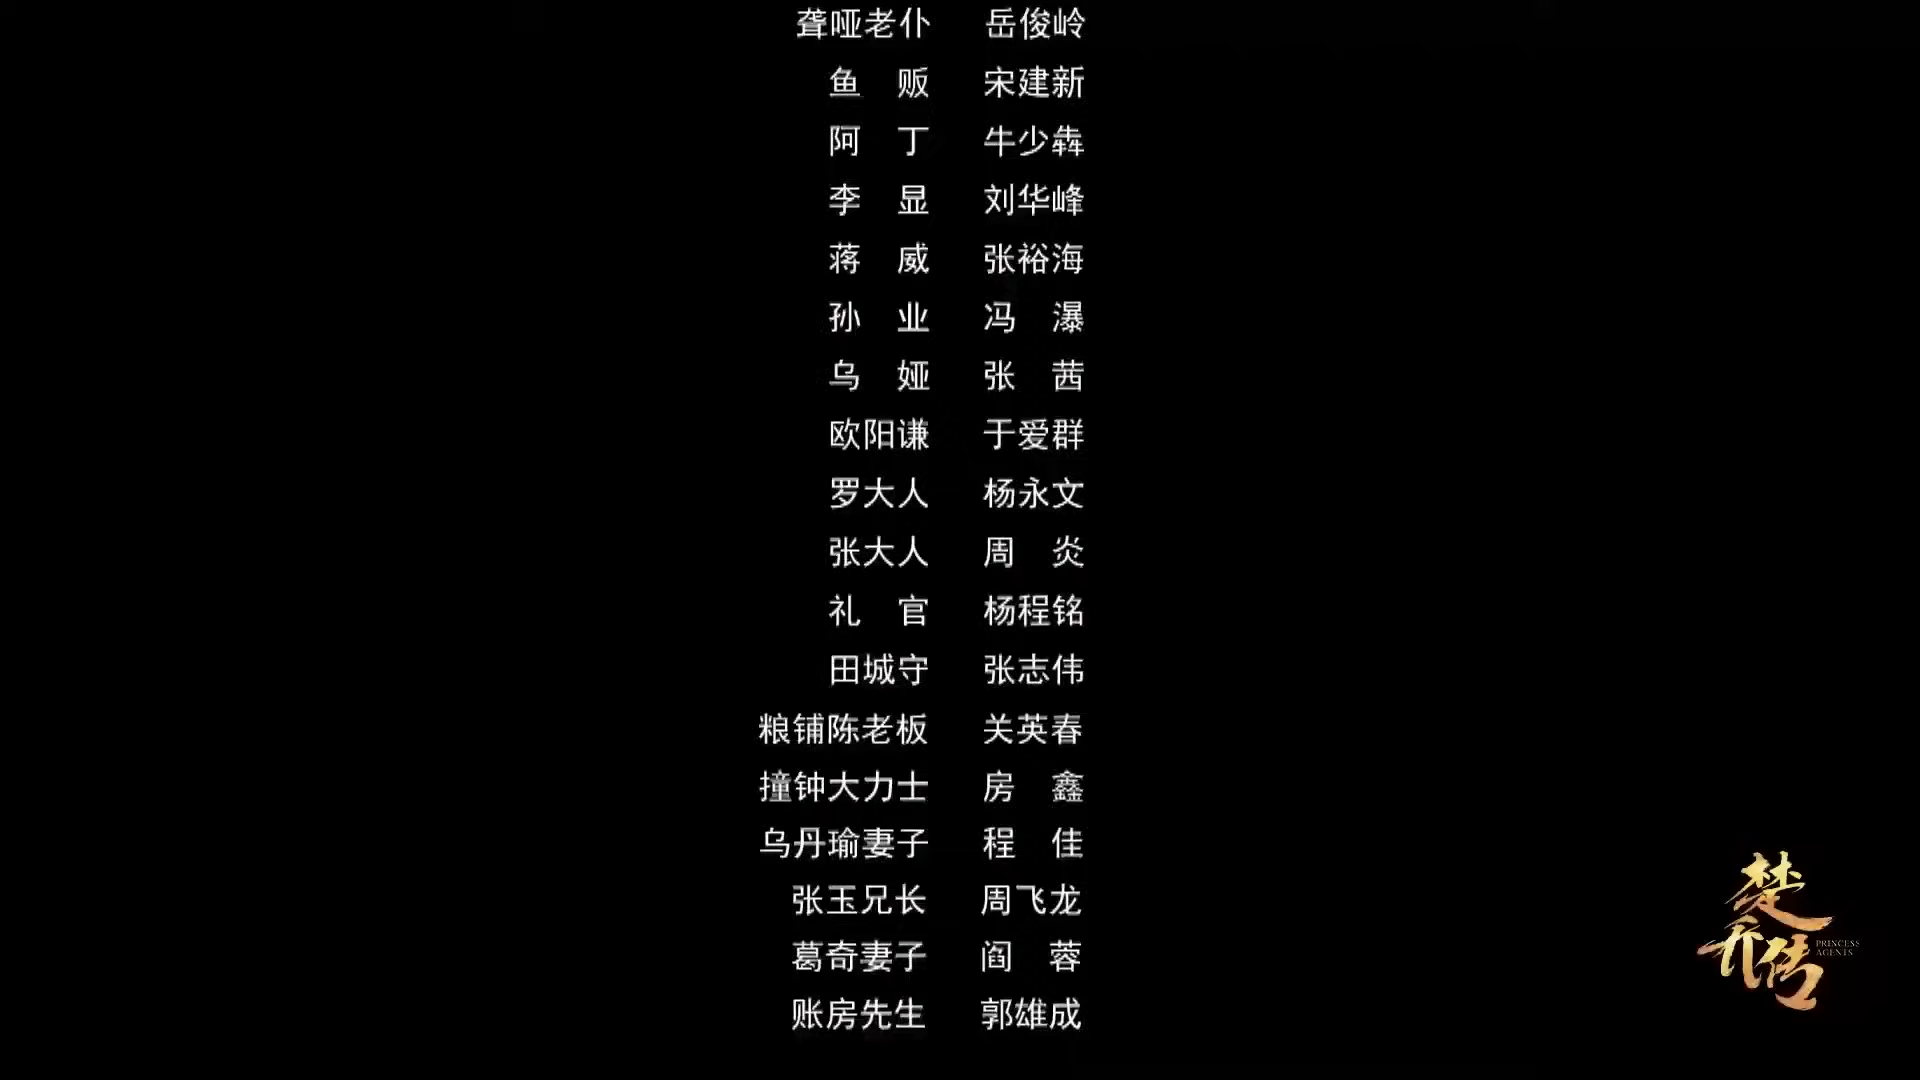 聋哑老仆 岳俊岭
鱼 贩 宋建新
阿 丁 牛少犇
李 显 刘华峰
蒋 威 张裕海
孙 业 冯 瀑
乌 娅 张 茜
欧阳谦 于爱群
罗大人 杨永文
张大人 周 炎
礼 官 杨程铭
田城守 张志伟
粮铺陈老板 关英春
撞钟大力士 房 鑫
乌丹瑜妻子 程 佳
张玉兄长 周飞龙
葛奇妻子 阎 蓉
账房先生 郭雄成
楚
乔传
PRINCESS
AGENTS